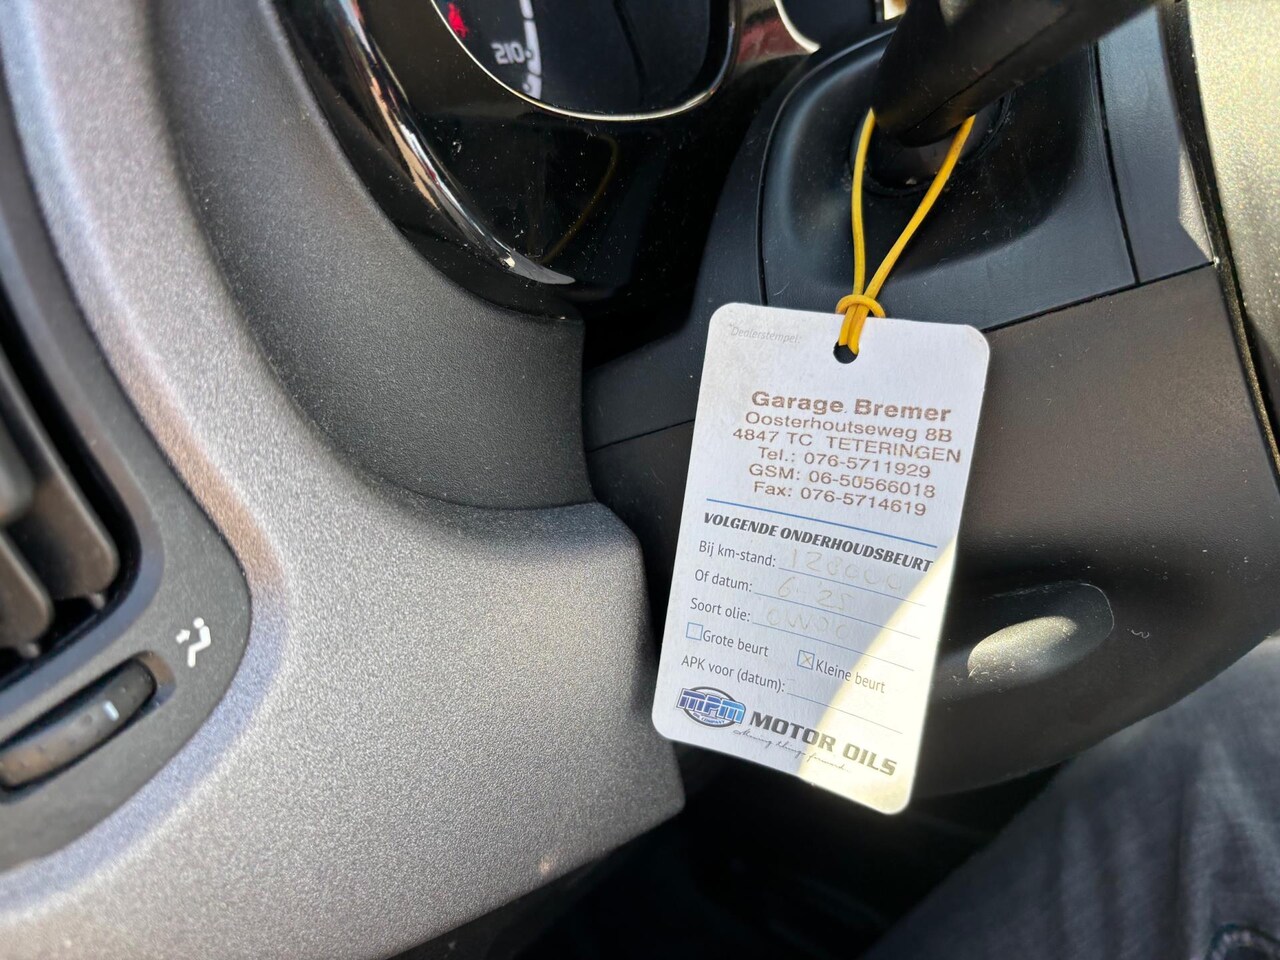 210
*Dealerstempel:
Garage Bremer
Oosterhoutseweg 8B
4847 TC TETERINGEN
Tel.: 076-5711929
GSM: 06-50566018
Fax: 076-5714619
VOLGENDE ONDERHOUDSBEURT
Bij km-stand:
Of datum: 6-25
Soort olie:
Grote beurt
Kleine beurt
APK voor (datum):
MPM
MOTOR OILS